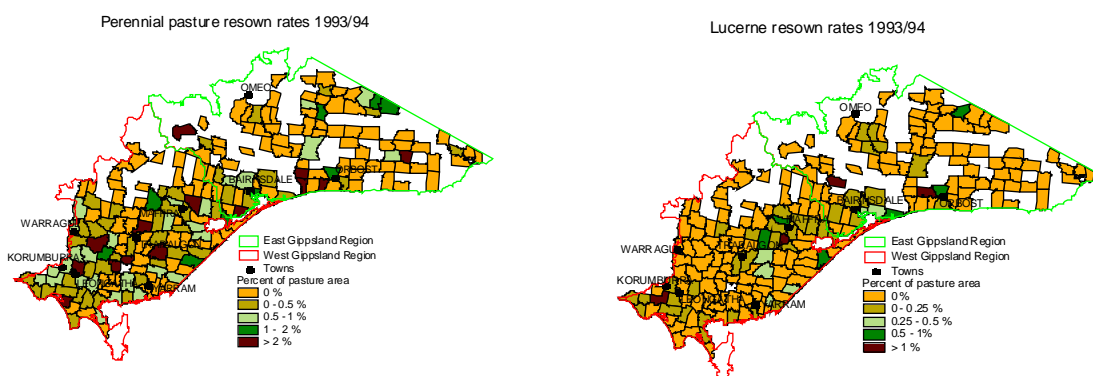 Perennial pasture resown rates 1993/94
OMEO
ORBOST
BAIRNSDALE
MAFFRA
WARRAGUL
TRARALGON
KORUMBURRA
LEONGATHA
YARRAM
East Gippsland Region
West Gippsland Region
Towns
Percent of pasture area
0 %
0 - 0.5 %
0.5 - 1 %
1 - 2 %
> 2 %
Lucerne resown rates 1993/94
OMEO
BAIRNSDALE
ORBOST
MAFFRA
WARRAGUL
TRARALGON
KORUMBURRA
LEONGATHA
YARRAM
East Gippsland Region
West Gippsland Region
Towns
Percent of pasture area
0 %
0 - 0.25 %
0.25 - 0.5 %
0.5 - 1%
> 1 %